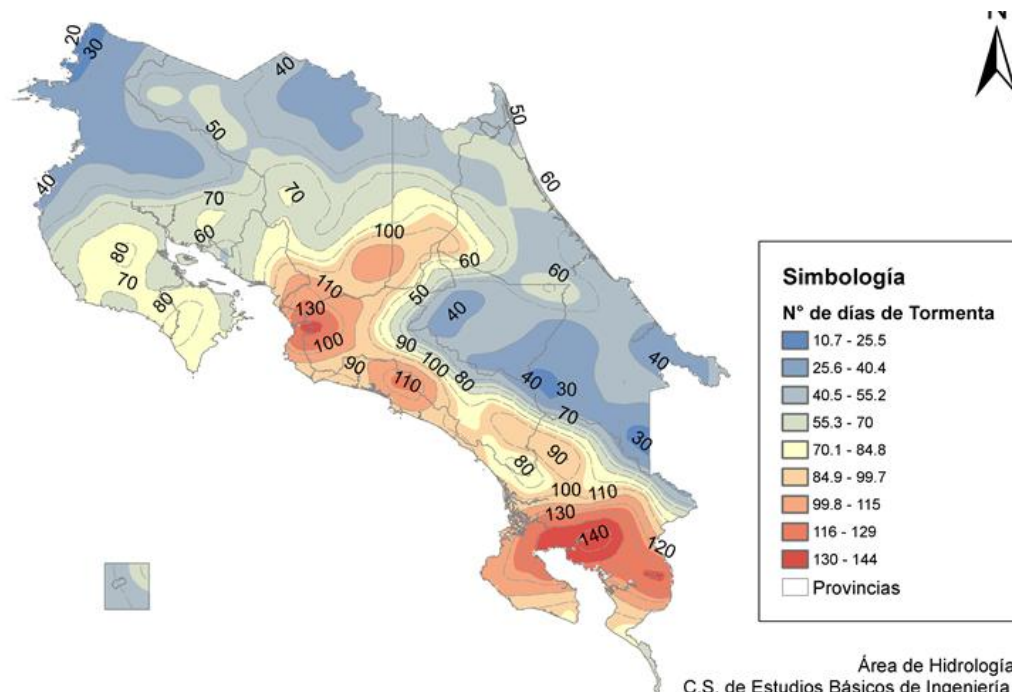 N
20
30
40
50
50
40
60
70
70
60
80
70
80
100
60
110
50
60
130
40
100
90
90
100
110
80
40
30
40
70
30
90
80
100
110
130
140
120
Simbología
N° de días de Tormenta
10.7 - 25.5
25.6 - 40.4
40.5 - 55.2
55.3 - 70
70.1 - 84.8
84.9 - 99.7
99.8 - 115
116 - 129
130 - 144
Provincias
Área de Hidrología
C.S. de Estudios Básicos de Ingeniería